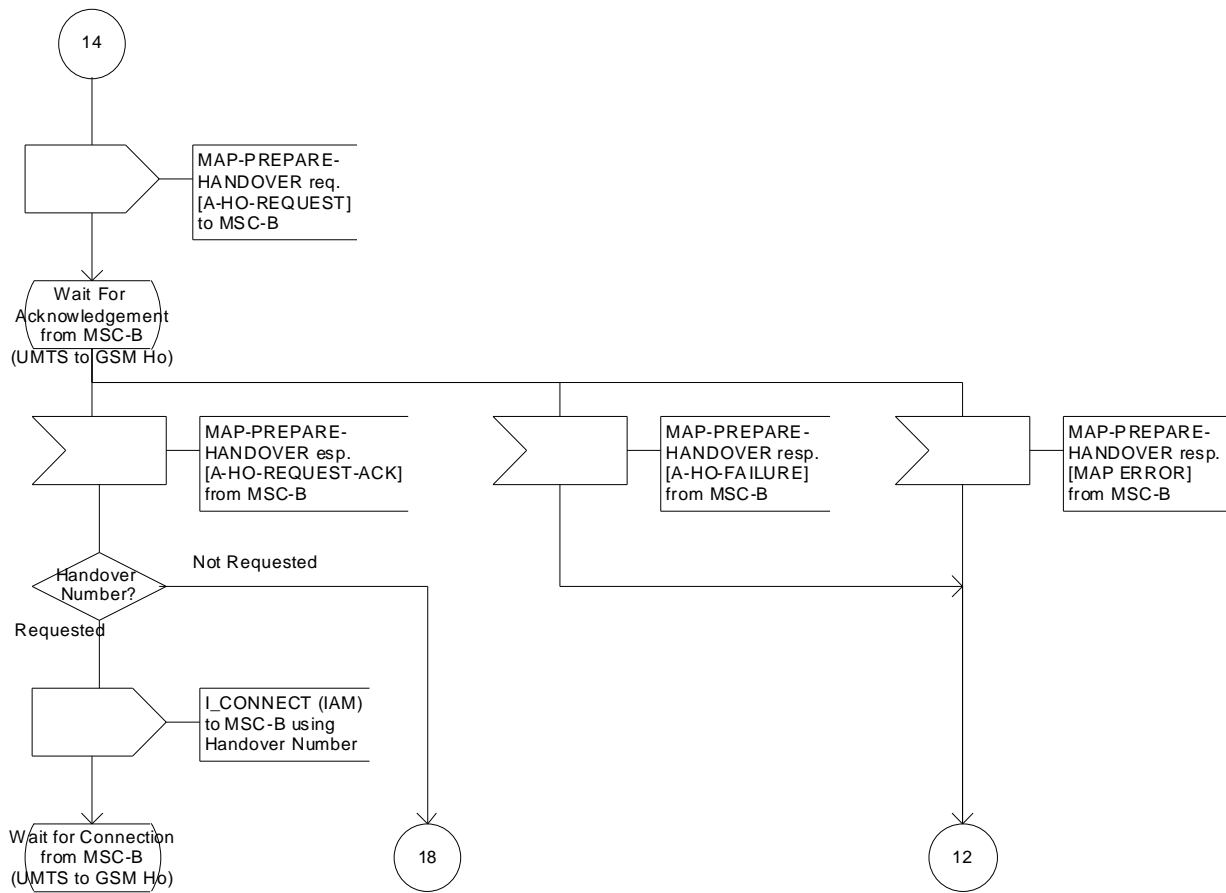 14
MAP-PREPARE-
HANDOVER req.
[A-HO-REQUEST]
to MSC-B
Wait For
Acknowledgement
from MSC-B
(UMTS to GSM Ho)
MAP-PREPARE-
HANDOVER esp.
[A-HO-REQUEST-ACK]
from MSC-B
MAP-PREPARE-
HANDOVER resp.
[A-HO-FAILURE]
from MSC-B
MAP-PREPARE-
HANDOVER resp.
[MAP ERROR]
from MSC-B
Handover
Number?
Not Requested
Requested
I_CONNECT (IAM)
to MSC-B using
Handover Number
Wait for Connection
from MSC-B
(UMTS to GSM Ho)
18
12